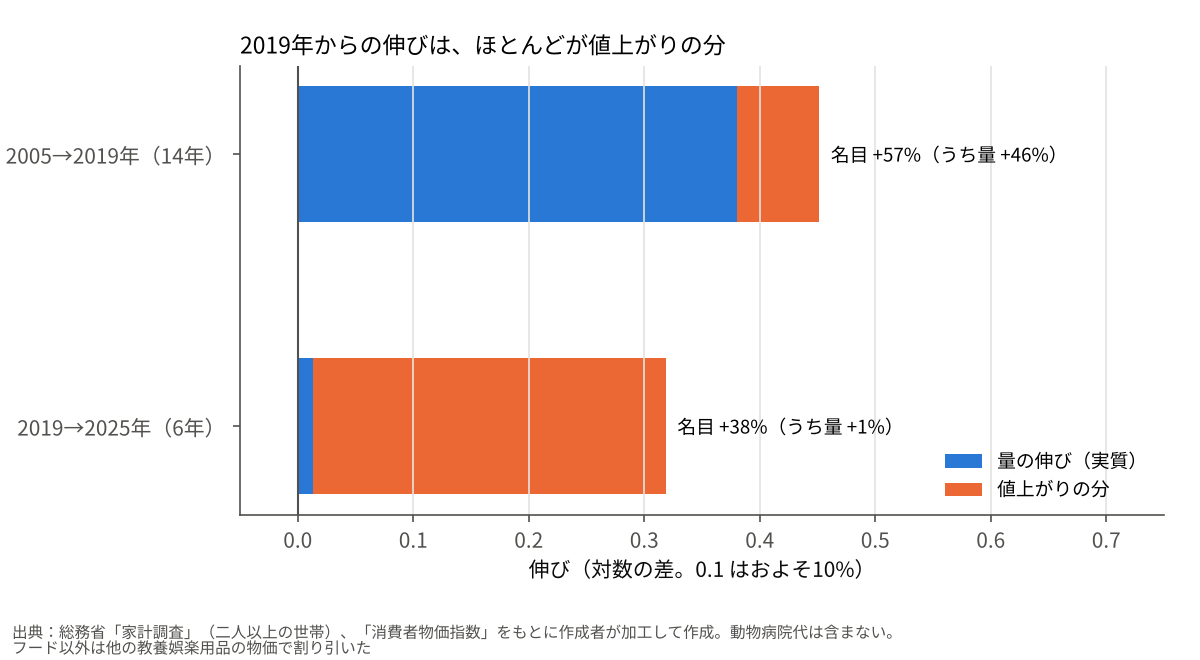 2019年からの伸びは、ほとんどが値上がりの分
2005→2019年（14年）
名目 +57%（うち量 +46%）
2019→2025年（6年）
名目 +38%（うち量 +1%）
量の伸び（実質）
値上がりの分
0.0 0.1 0.2 0.3 0.4 0.5 0.6 0.7
伸び（対数の差。0.1 はおよそ10%）
出典：総務省「家計調査」（二人以上の世帯）、「消費者物価指数」をもとに作成者が加工して作成。動物病院代は含まない。
フード以外は他の教養娯楽用品の物価で割り引いた